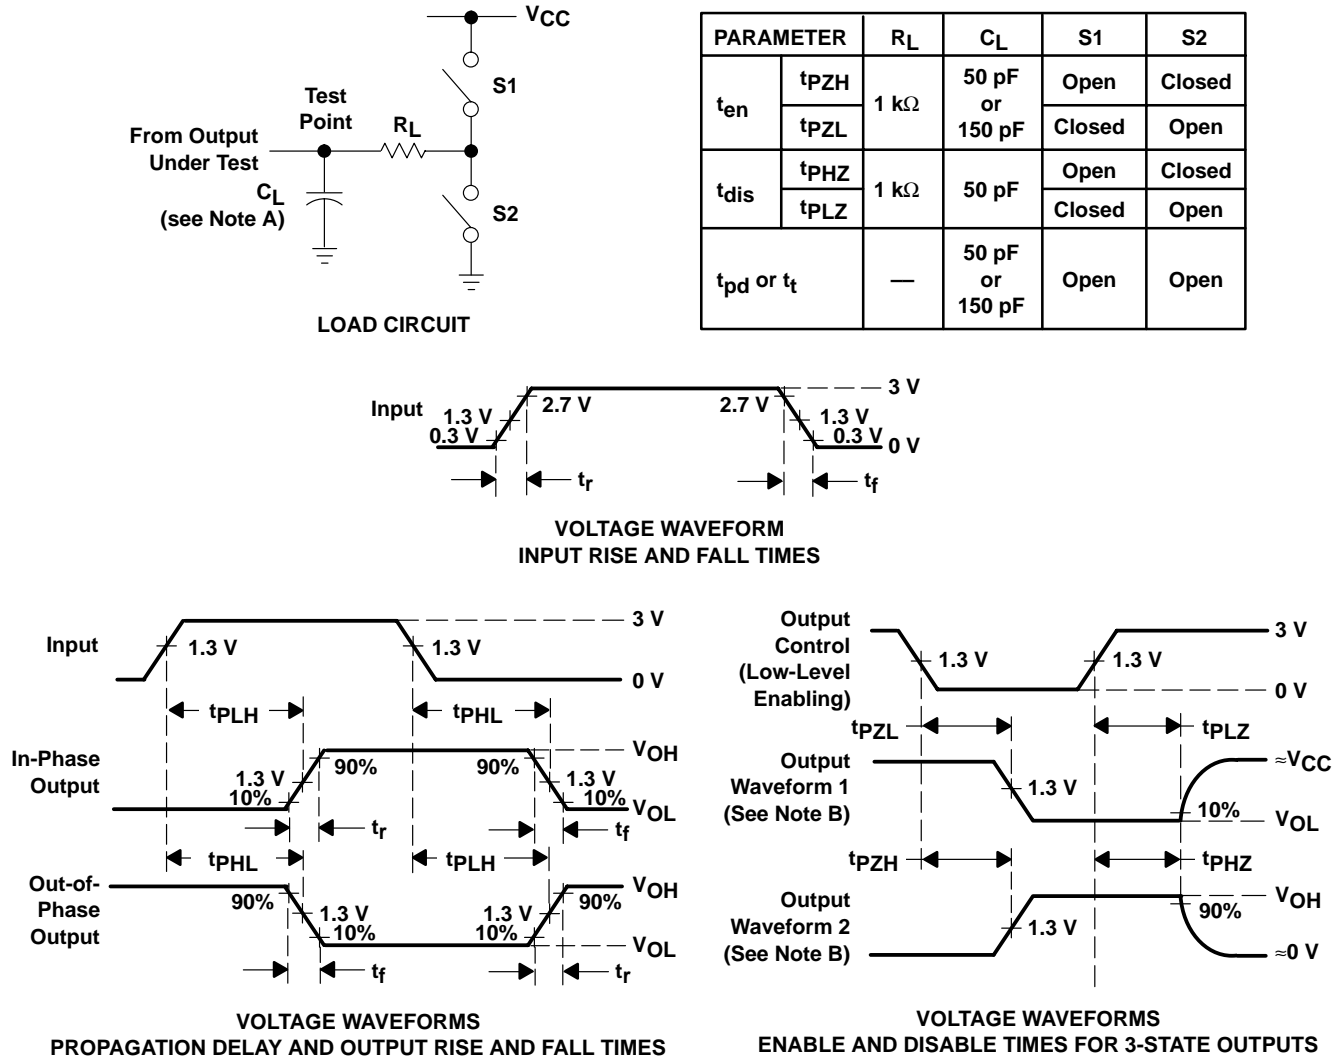 VCC
S1
Test
Point
RL
From Output
Under Test
CL
(see Note A)
S2
LOAD CIRCUIT
PARAMETER RL CL S1 S2
ten tPZH 1 kΩ 50 pF or 150 pF Open Closed
tPZL Closed Open
tdis tPHZ 1 kΩ 50 pF Open Closed
tPLZ Closed Open
tpd or tt — 50 pF or 150 pF Open Open
Input
1.3 V
0.3 V
2.7 V
2.7 V
1.3 V
0.3 V
3 V
0 V
tr
tf
VOLTAGE WAVEFORM
INPUT RISE AND FALL TIMES
Input
1.3 V
1.3 V
3 V
0 V
tPLH
tPHL
In-Phase
Output
1.3 V
10%
90%
90%
1.3 V
10%
VOH
VOL
tr
tf
tPHL
tPLH
Out-of-
Phase
Output
90%
1.3 V
10%
1.3 V
10%
90%
VOH
VOL
tf
tr
VOLTAGE WAVEFORMS
PROPAGATION DELAY AND OUTPUT RISE AND FALL TIMES
Output
Control
(Low-Level
Enabling)
1.3 V
1.3 V
3 V
0 V
tPZL
tPLZ
Output
Waveform 1
(See Note B)
1.3 V
10%
≈VCC
VOL
tPZH
tPHZ
Output
Waveform 2
(See Note B)
1.3 V
90%
VOH
≈0 V
VOLTAGE WAVEFORMS
ENABLE AND DISABLE TIMES FOR 3-STATE OUTPUTS